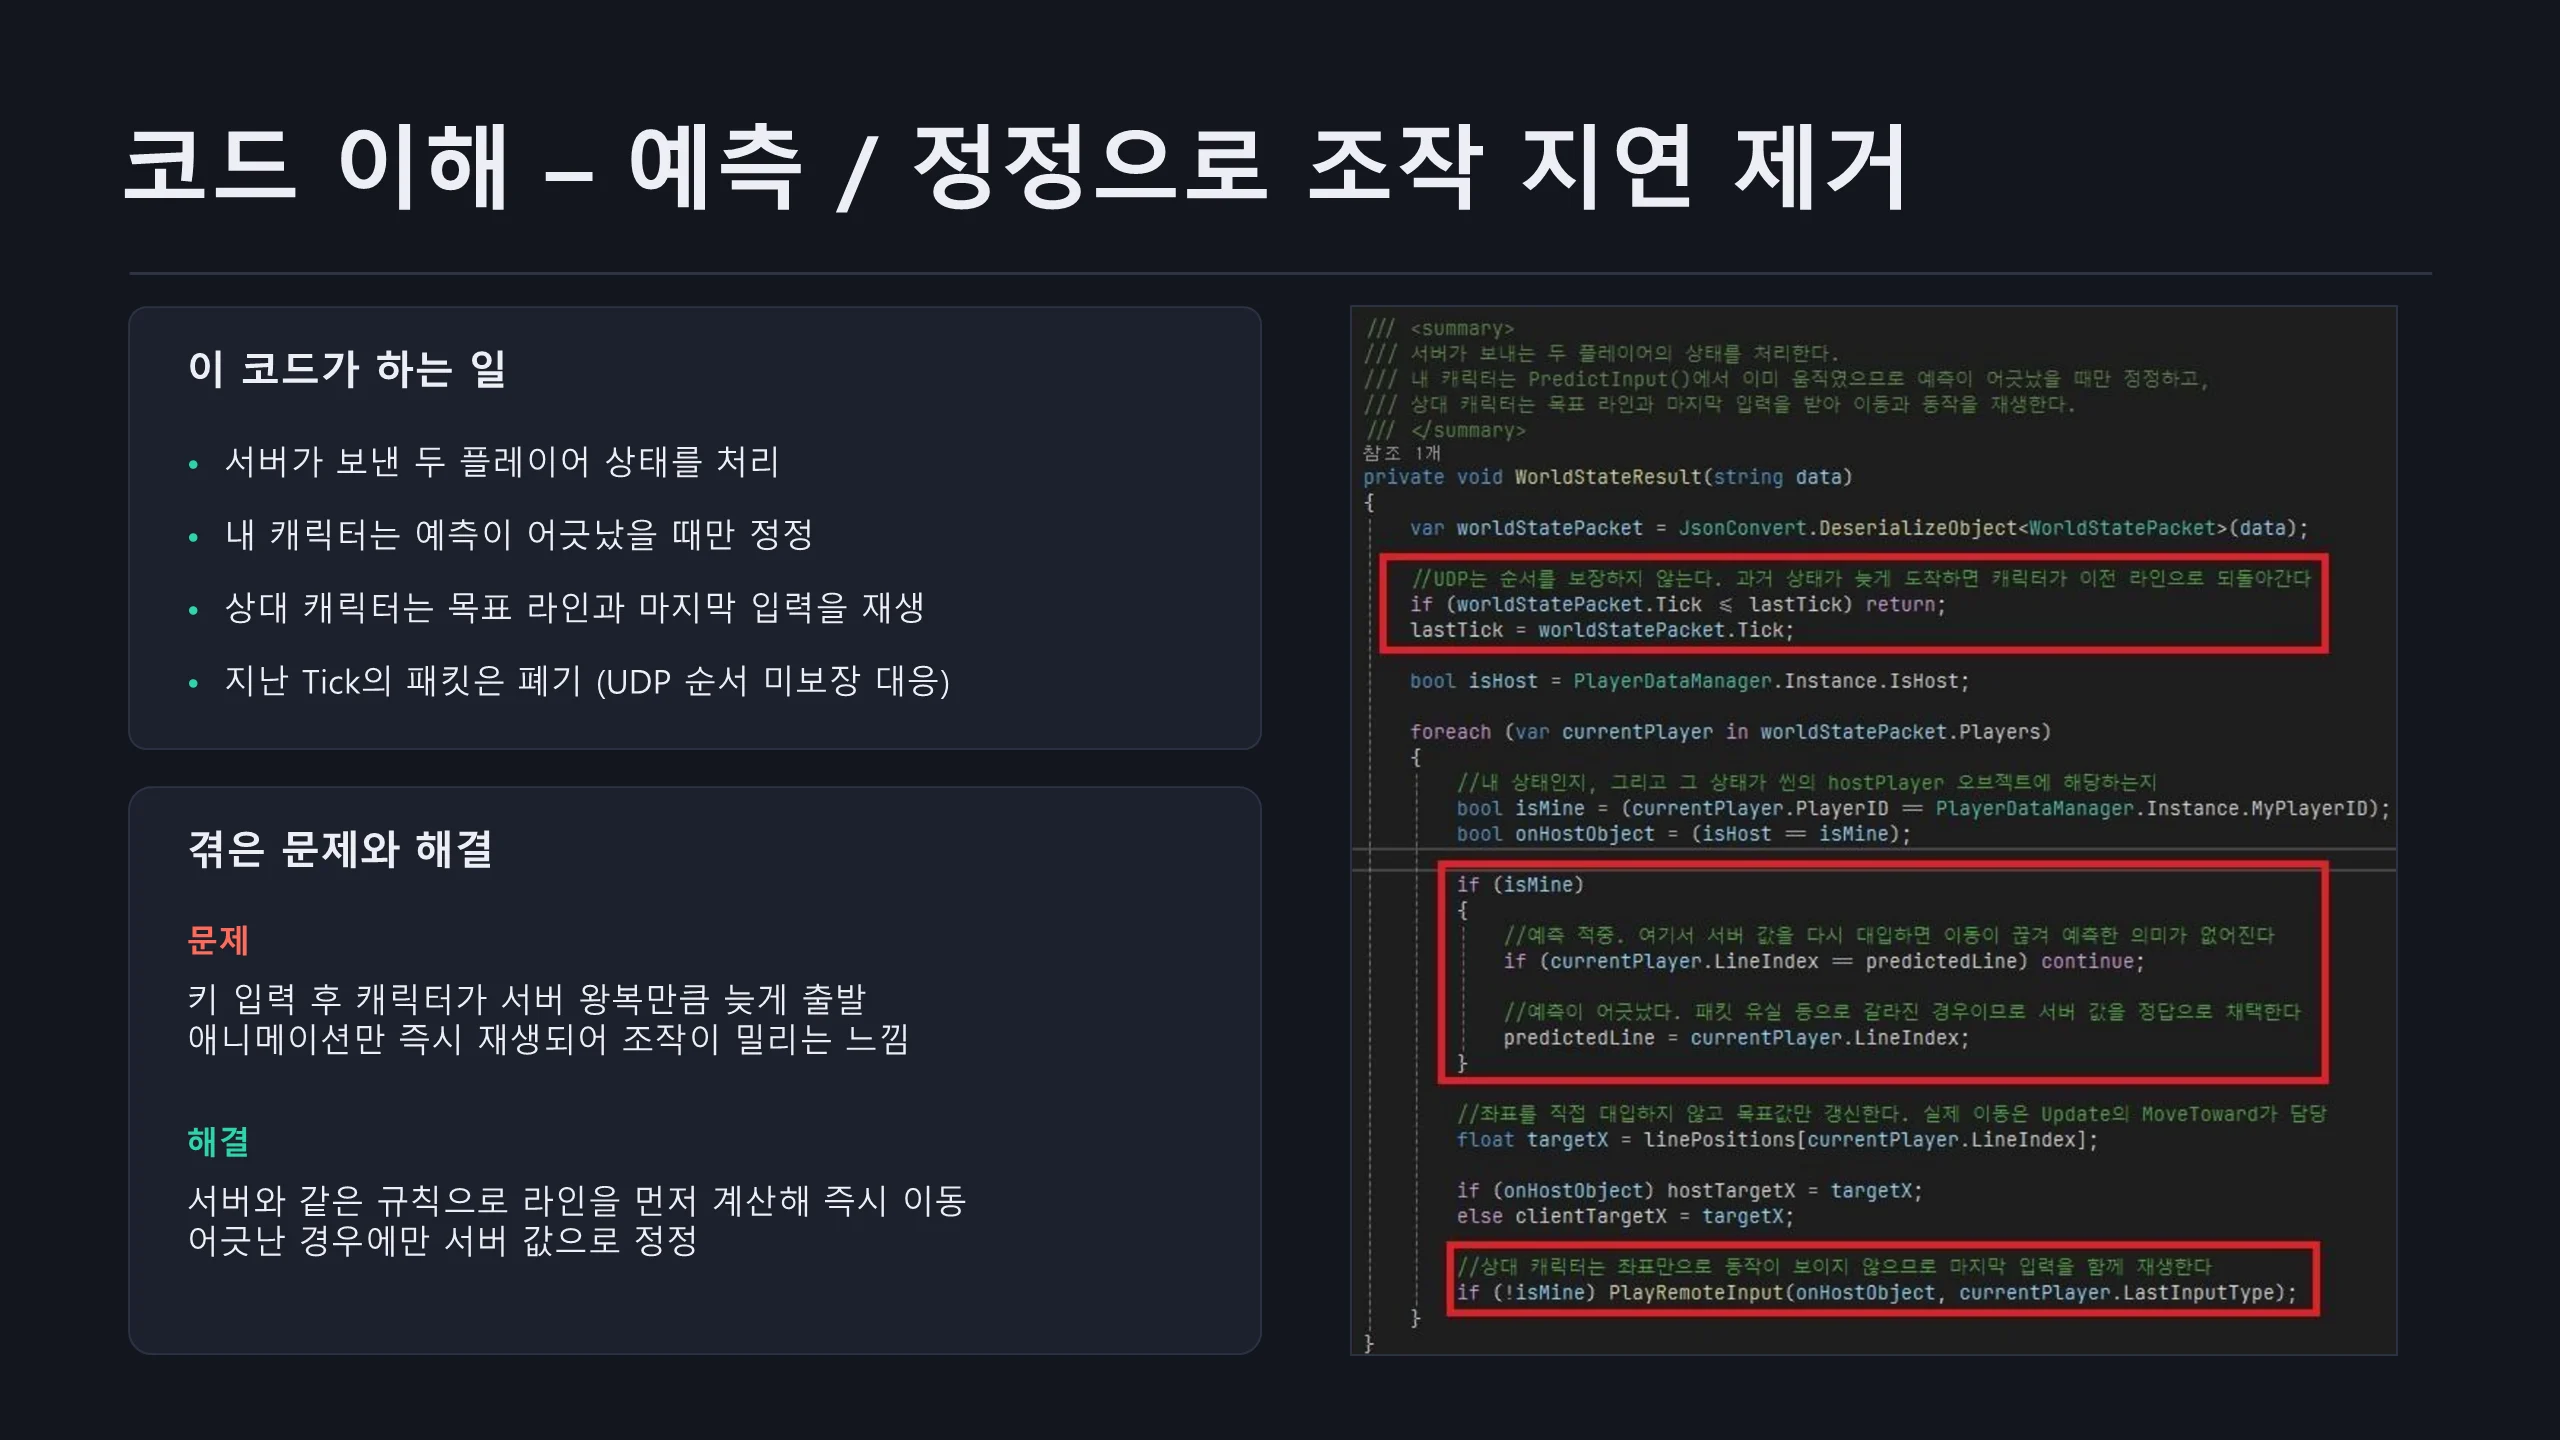 코드 이해 – 예측 / 정정으로 조작 지연 제거
이 코드가 하는 일
• 서버가 보낸 두 플레이어 상태를 처리
• 내 캐릭터는 예측이 어긋났을 때만 정정
• 상대 캐릭터는 목표 라인과 마지막 입력을 재생
• 지난 Tick의 패킷은 폐기 (UDP 순서 미보장 대응)
겪은 문제와 해결
문제
키 입력 후 캐릭터가 서버 왕복만큼 늦게 출발
애니메이션만 즉시 재생되어 조작이 밀리는 느낌
해결
서버와 같은 규칙으로 라인을 먼저 계산해 즉시 이동
어긋난 경우에만 서버 값으로 정정
/// <summary>
/// 서버가 보내는 두 플레이어의 상태를 처리한다.
/// 내 캐릭터는 PredictInput()에서 이미 움직였으므로 예측이 어긋났을 때만 정정하고,
/// 상대 캐릭터는 목표 라인과 마지막 입력을 받아 이동과 동작을 재생한다.
/// </summary>
참조 1개
private void WorldStateResult(string data)
{
var worldStatePacket = JsonConvert.DeserializeObject<WorldStatePacket>(data);
//UDP는 순서를 보장하지 않는다. 과거 상태가 늦게 도착하면 캐릭터가 이전 라인으로 되돌아간다
if (worldStatePacket.Tick <= lastTick) return;
lastTick = worldStatePacket.Tick;
bool isHost = PlayerDataManager.Instance.IsHost;
foreach (var currentPlayer in worldStatePacket.Players)
{
//내 상태인지, 그리고 그 상태가 씬의 hostPlayer 오브젝트에 해당하는지
bool isMine = (currentPlayer.PlayerID == PlayerDataManager.Instance.MyPlayerID);
bool onHostObject = (isHost == isMine);
if (isMine)
{
//예측 적중. 여기서 서버 값을 다시 대입하면 이동이 끊겨 예측한 의미가 없어진다
if (currentPlayer.LineIndex == predictedLine) continue;
//예측이 어긋났다. 패킷 유실 등으로 갈라진 경우이므로 서버 값을 정답으로 채택한다
predictedLine = currentPlayer.LineIndex;
}
//좌표를 직접 대입하지 않고 목표값만 갱신한다. 실제 이동은 Update의 MoveToward가 담당
float targetX = linePositions[currentPlayer.LineIndex];
if (onHostObject) hostTargetX = targetX;
else clientTargetX = targetX;
//상대 캐릭터는 좌표만으로 동작이 보이지 않으므로 마지막 입력을 함께 재생한다
if (!isMine) PlayRemoteInput(onHostObject, currentPlayer.LastInputType);
}
}